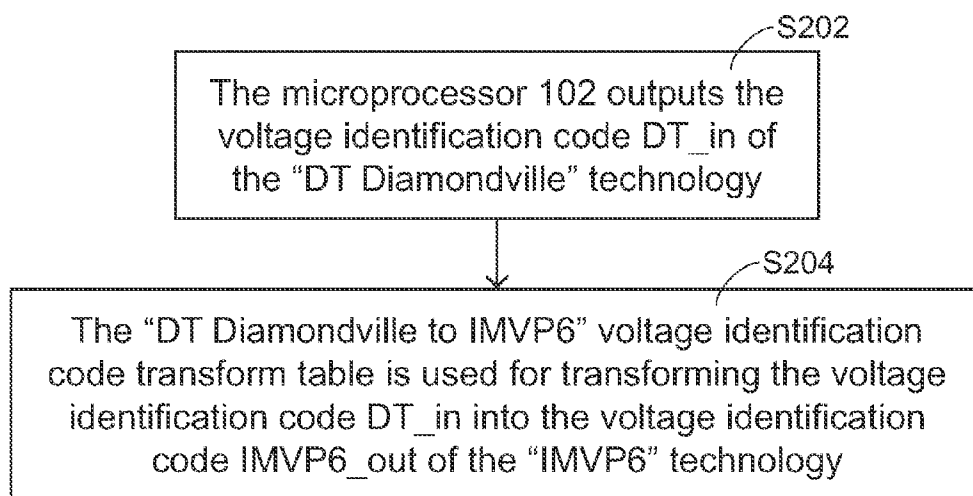 S202
The microprocessor 102 outputs the
voltage identification code DT_in of
the “DT Diamondville” technology
S204
The “DT Diamondville to IMVP6” voltage identification
code transform table is used for transforming the voltage
identification code DT_in into the voltage identification
code IMVP6_out of the “IMVP6” technology